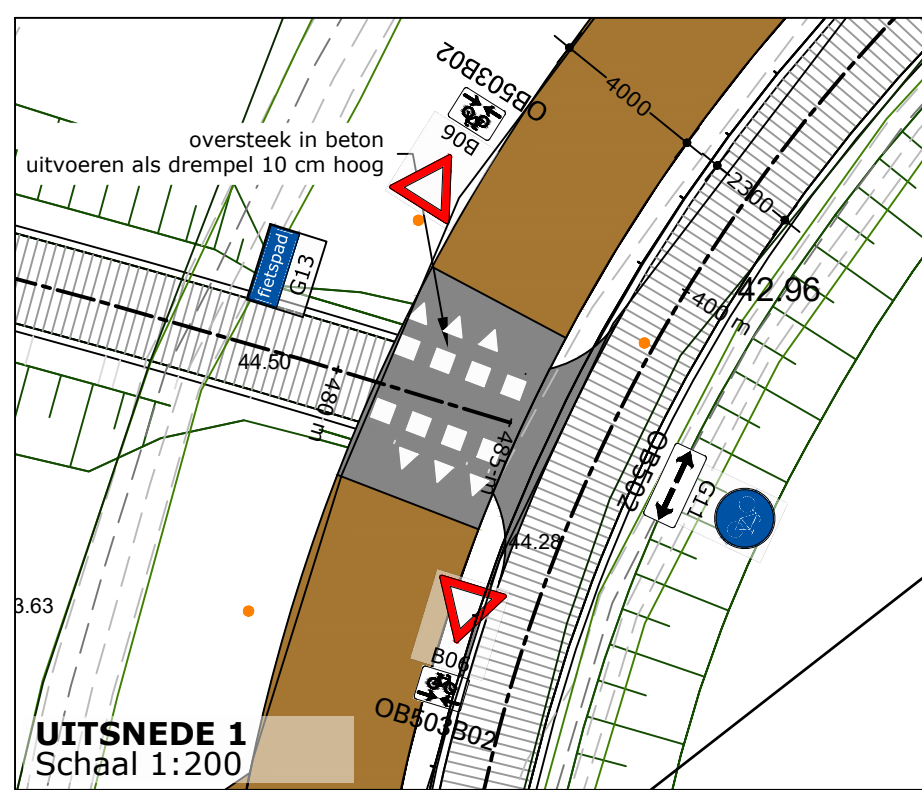 OB503B02
B06
4000
oversteek in beton
uitvoeren als drempel 10 cm hoog
2300
fietspad
G13
42.96
400 m
44.50
480 m
485 m
OB502
G11
44.28
3.63
B06
OB503B02
UITSNEDE 1
Schaal 1:200